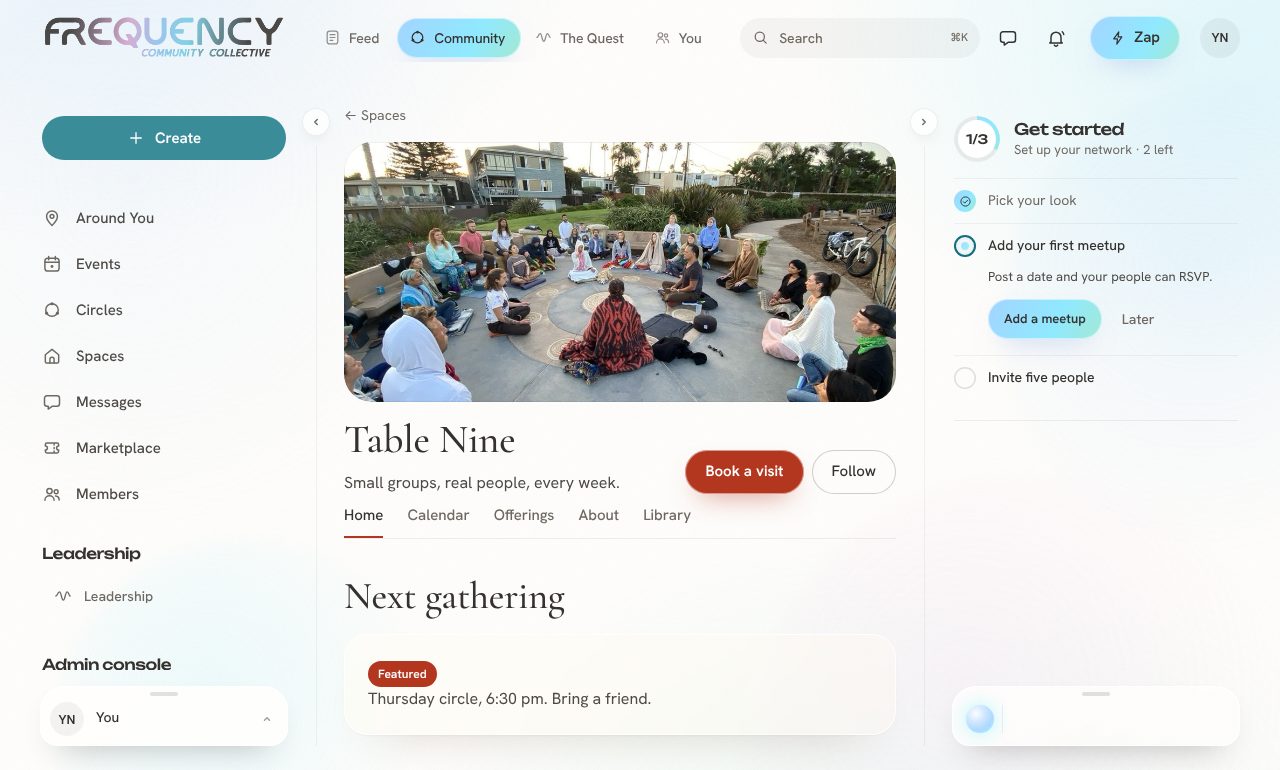 FREQUENCY
COMMUNITY COLLECTIVE
Feed
Community
The Quest
You
Search
⌘K
Zap
YN
Create
Around You
Events
Circles
Spaces
Messages
Marketplace
Members
Leadership
Leadership
Admin console
YN
You
← Spaces
Table Nine
Small groups, real people, every week.
Book a visit
Follow
Home
Calendar
Offerings
About
Library
Next gathering
Featured
Thursday circle, 6:30 pm. Bring a friend.
1/3
Get started
Set up your network · 2 left
Pick your look
Add your first meetup
Post a date and your people can RSVP.
Add a meetup
Later
Invite five people